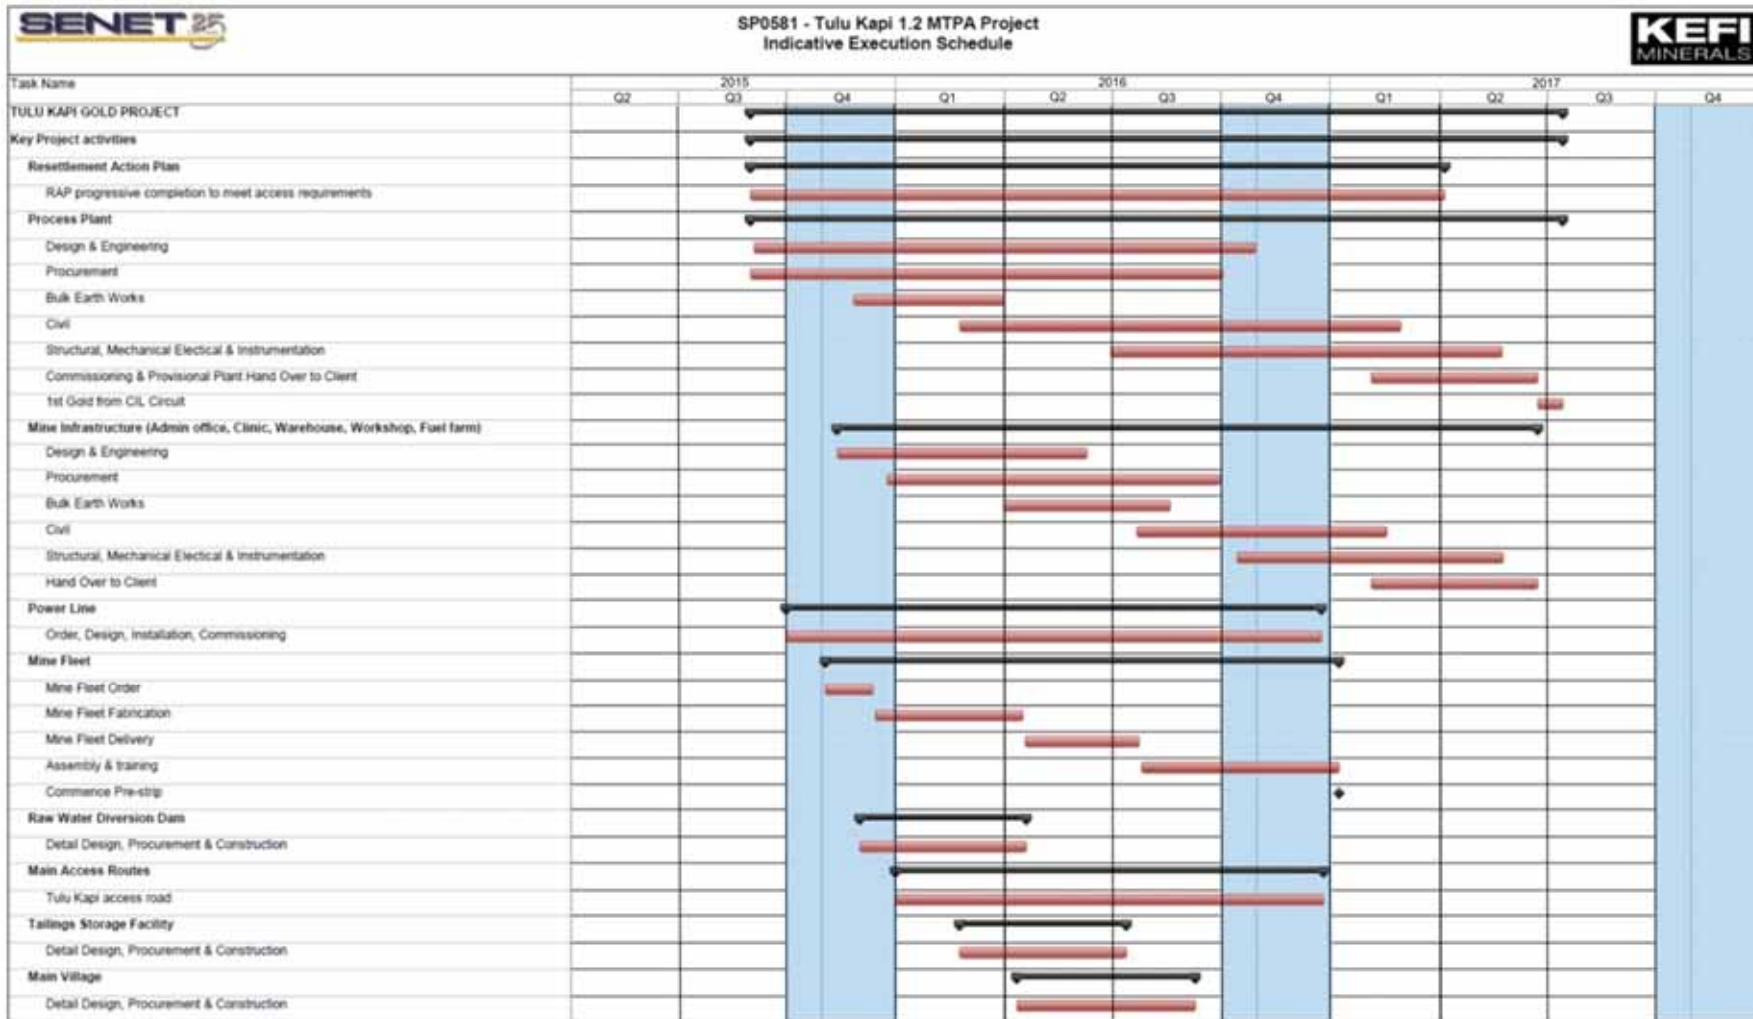 SENET 25
SP0581 - Tulu Kapi 1.2 MTPA Project
Indicative Execution Schedule
KEFI
MINERALS
Task Name
2015 2016 2017
Q2 Q3 Q4 Q1 Q2 Q3 Q4 Q1 Q2 Q3 Q4
TULU KAPI GOLD PROJECT
Key Project activities
Resettlement Action Plan
RAP progressive completion to meet access requirements
Process Plant
Design & Engineering
Procurement
Bulk Earth Works
Civil
Structural, Mechanical Electical & Instrumentation
Commissioning & Provisional Plant Hand Over to Client
1st Gold from CIL Circuit
Mine Infrastructure (Admin office, Clinic, Warehouse, Workshop, Fuel farm)
Design & Engineering
Procurement
Bulk Earth Works
Civil
Structural, Mechanical Electical & Instrumentation
Hand Over to Client
Power Line
Order, Design, Installation, Commissioning
Mine Fleet
Mine Fleet Order
Mine Fleet Fabrication
Mine Fleet Delivery
Assembly & training
Commence Pre-strip
Raw Water Diversion Dam
Detail Design, Procurement & Construction
Main Access Routes
Tulu Kapi access road
Tailings Storage Facility
Detail Design, Procurement & Construction
Main Village
Detail Design, Procurement & Construction